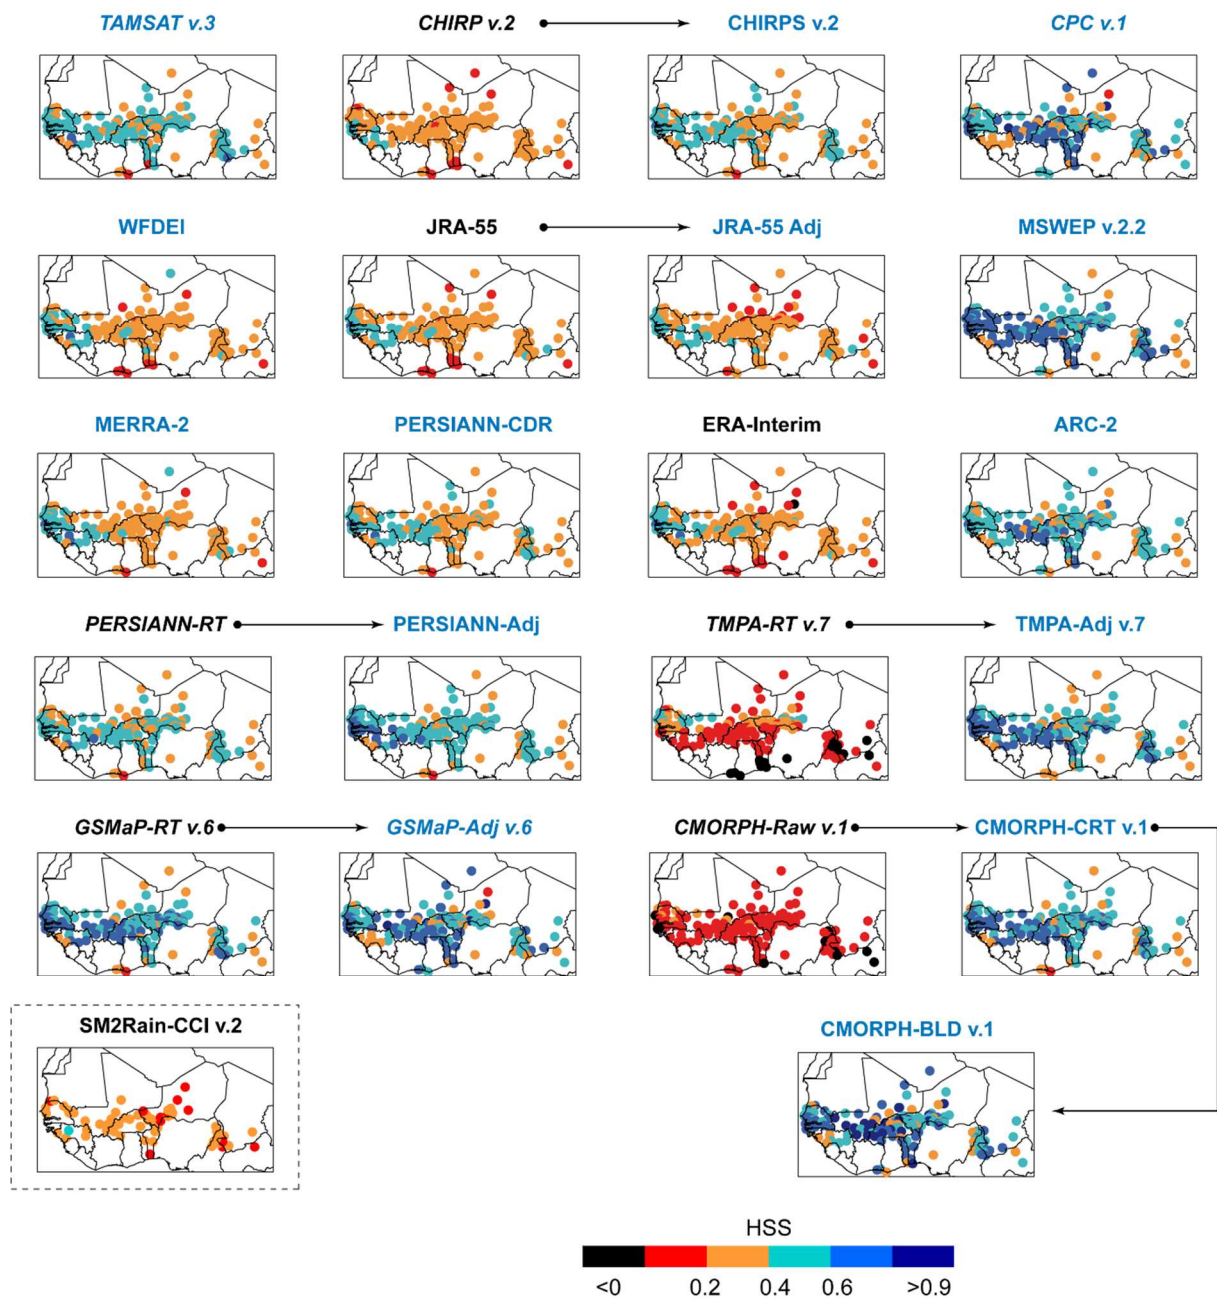 TAMSAT v.3
CHIRP v.2
CHIRPS v.2
CPC v.1
WFDEI
JRA-55
JRA-55 Adj
MSWEP v.2.2
MERRA-2
PERSIANN-CDR
ERA-Interim
ARC-2
PERSIANN-RT
PERSIANN-Adj
TMPA-RT v.7
TMPA-Adj v.7
GSMaP-RT v.6
GSMaP-Adj v.6
CMORPH-Raw v.1
CMORPH-CRT v.1
SM2Rain-CCI v.2
CMORPH-BLD v.1
HSS
<0 0.2 0.4 0.6 >0.9